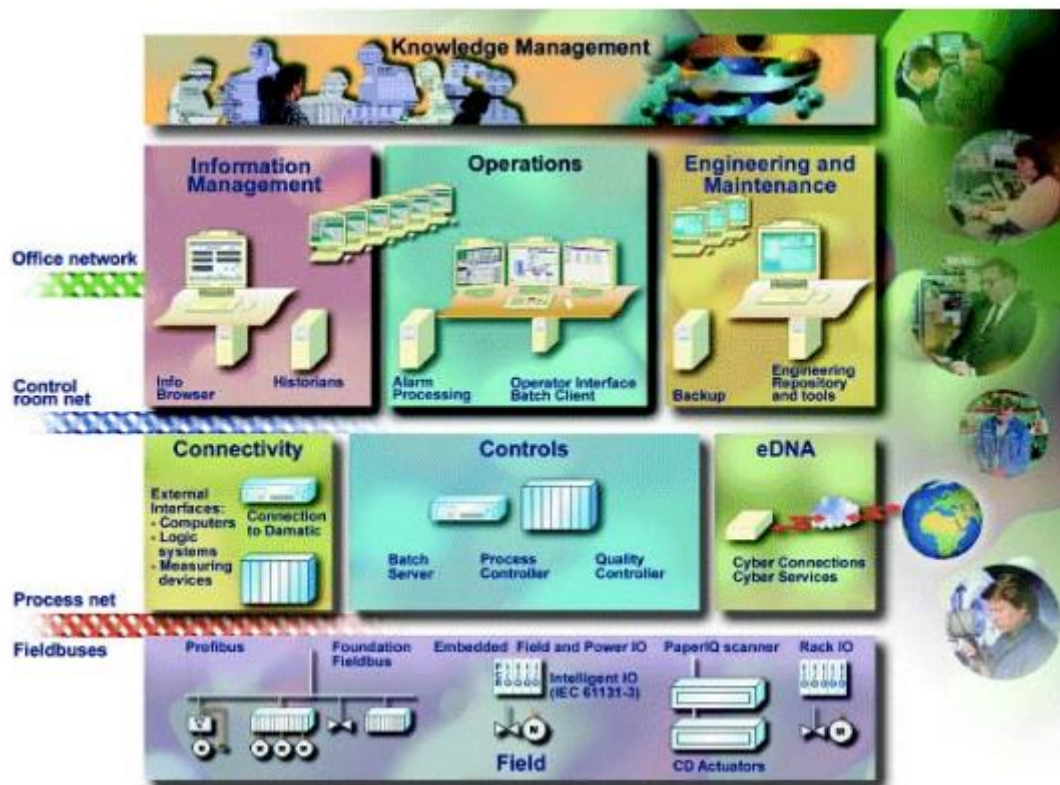 Knowledge Management
Information
Management
Operations
Engineering and
Maintenance
Office network
Info
Browser
Historians
Alarm
Processing
Operator Interface
Batch Client
Backup
Engineering
Repository
and tools
Control
room net
Connectivity
External
Interfaces:
- Computers
- Logic
systems
- Measuring
devices
Connection
to Damatic
Controls
Batch
Server
Process
Controller
Quality
Controller
eDNA
Cyber Connections
Cyber Services
Process net
Fieldbuses
Profibus
Foundation
Fieldbus
Embedded Field and Power IO
Intelligent IO
(IEC 61131-3)
PaperIQ scanner
Rack IO
CD Actuators
Field